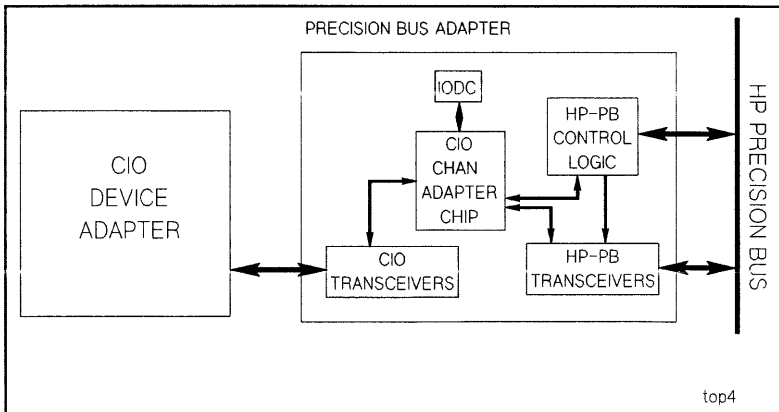 PRECISION BUS ADAPTER
IODC
CIO
CHAN
ADAPTER
CHIP
HP-PB
CONTROL
LOGIC
CIO
DEVICE
ADAPTER
CIO
TRANSCEIVERS
HP-PB
TRANSCEIVERS
HP PRECISION BUS
top4